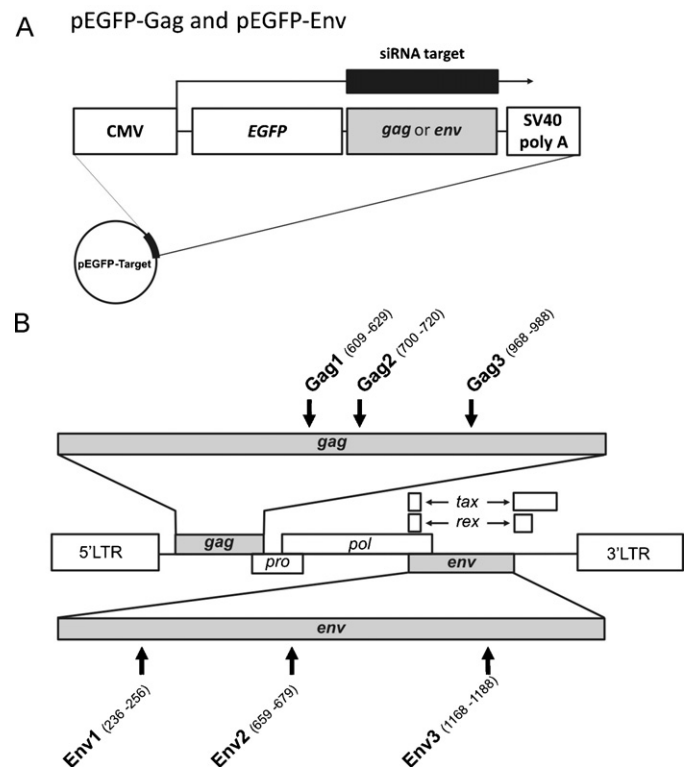 A pEGFP-Gag and pEGFP-Env
siRNA target
CMV
EGFP
gag or env
SV40
poly A
pEGFP-Target
B
Gag1 (609 -629)
Gag2 (700 -720)
Gag3 (968 -988)
gag
tax
rex
5'LTR
gag
pol
3'LTR
pro
env
env
Env1 (236 -256)
Env2 (659 -679)
Env3 (1168 -1188)